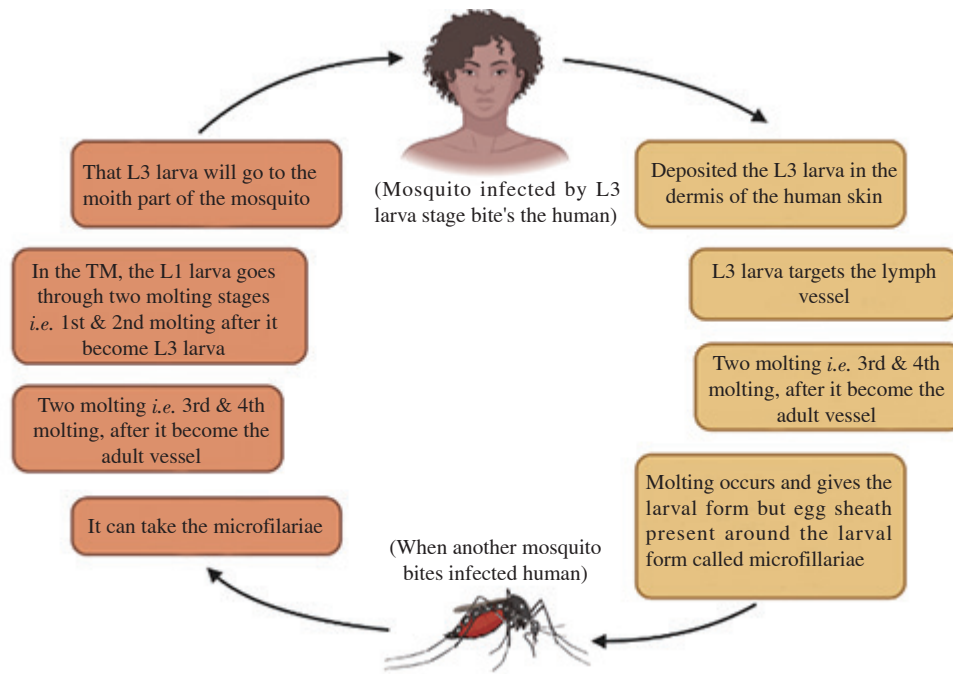 (Mosquito infected by L3
larva stage bite's the human)
Deposited the L3 larva in the
dermis of the human skin
L3 larva targets the lymph
vessel
Two molting i.e. 3rd & 4th
molting, after it become the
adult vessel
Molting occurs and gives the
larval form but egg sheath
present around the larval
form called microfillariae
(When another mosquito
bites infected human)
It can take the microfilariae
Two molting i.e. 3rd & 4th
molting, after it become the
adult vessel
In the TM, the L1 larva goes
through two molting stages
i.e. 1st & 2nd molting after it
become L3 larva
That L3 larva will go to the
moith part of the mosquito